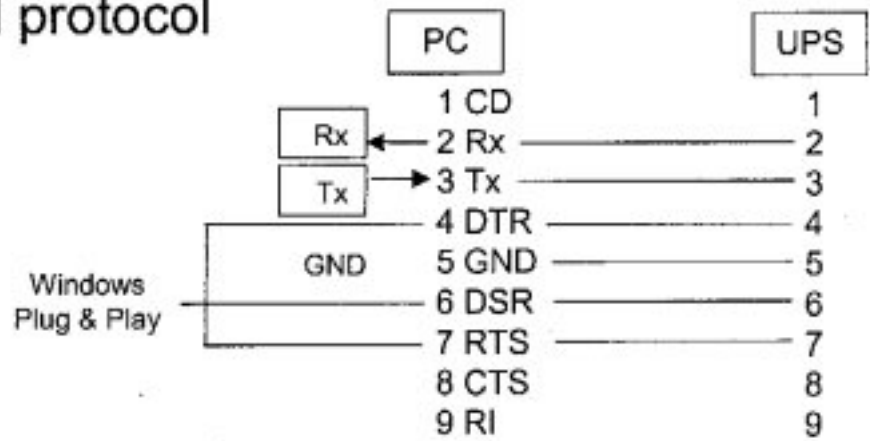 protocol
PC UPS
1 CD 1
Rx 2 Rx 2
Tx 3 Tx 3
4 DTR 4
GND 5 GND 5
Windows
Plug & Play
6 DSR 6
7 RTS 7
8 CTS 8
9 RI 9